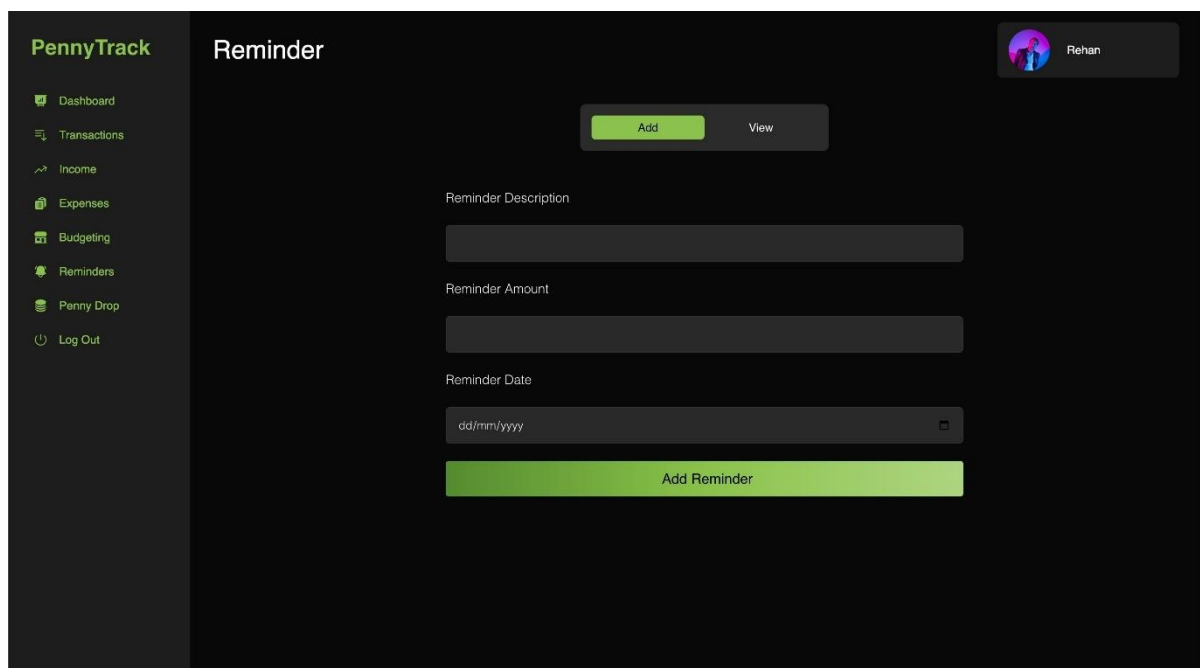 PennyTrack
Dashboard
Transactions
Income
Expenses
Budgeting
Reminders
Penny Drop
Log Out
Reminder
Rehan
Add
View
Reminder Description
Reminder Amount
Reminder Date
dd/mm/yyyy
Add Reminder